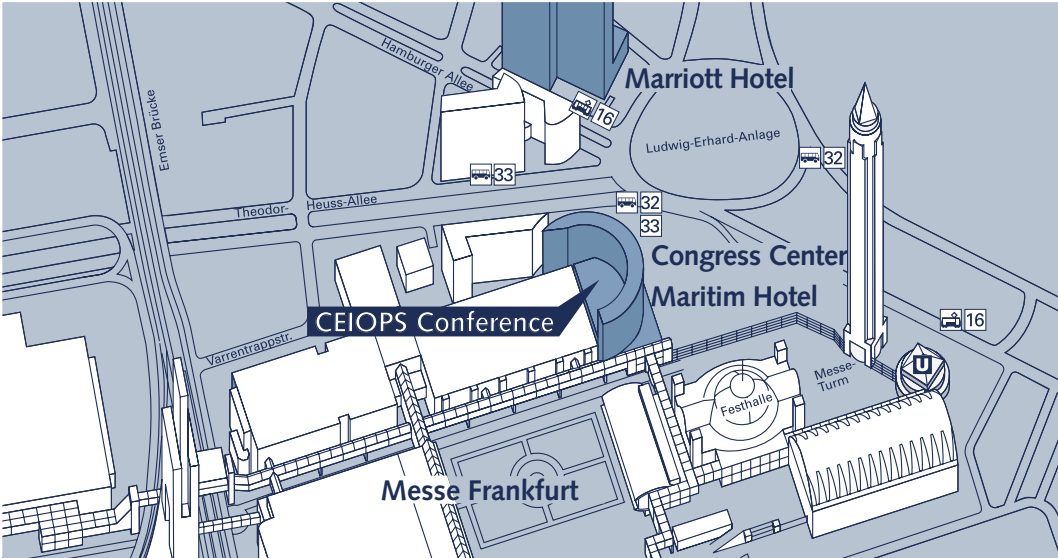 Hamburger Allee
Marriott Hotel
16
Emser Brücke
Ludwig-Erhard-Anlage
32
33
32
33
Theodor-
Heuss-Allee
Congress Center
Maritim Hotel
CEIOPS Conference
16
Varrentrappstr.
Messe-
Turm
U
Festhalle
Messe Frankfurt